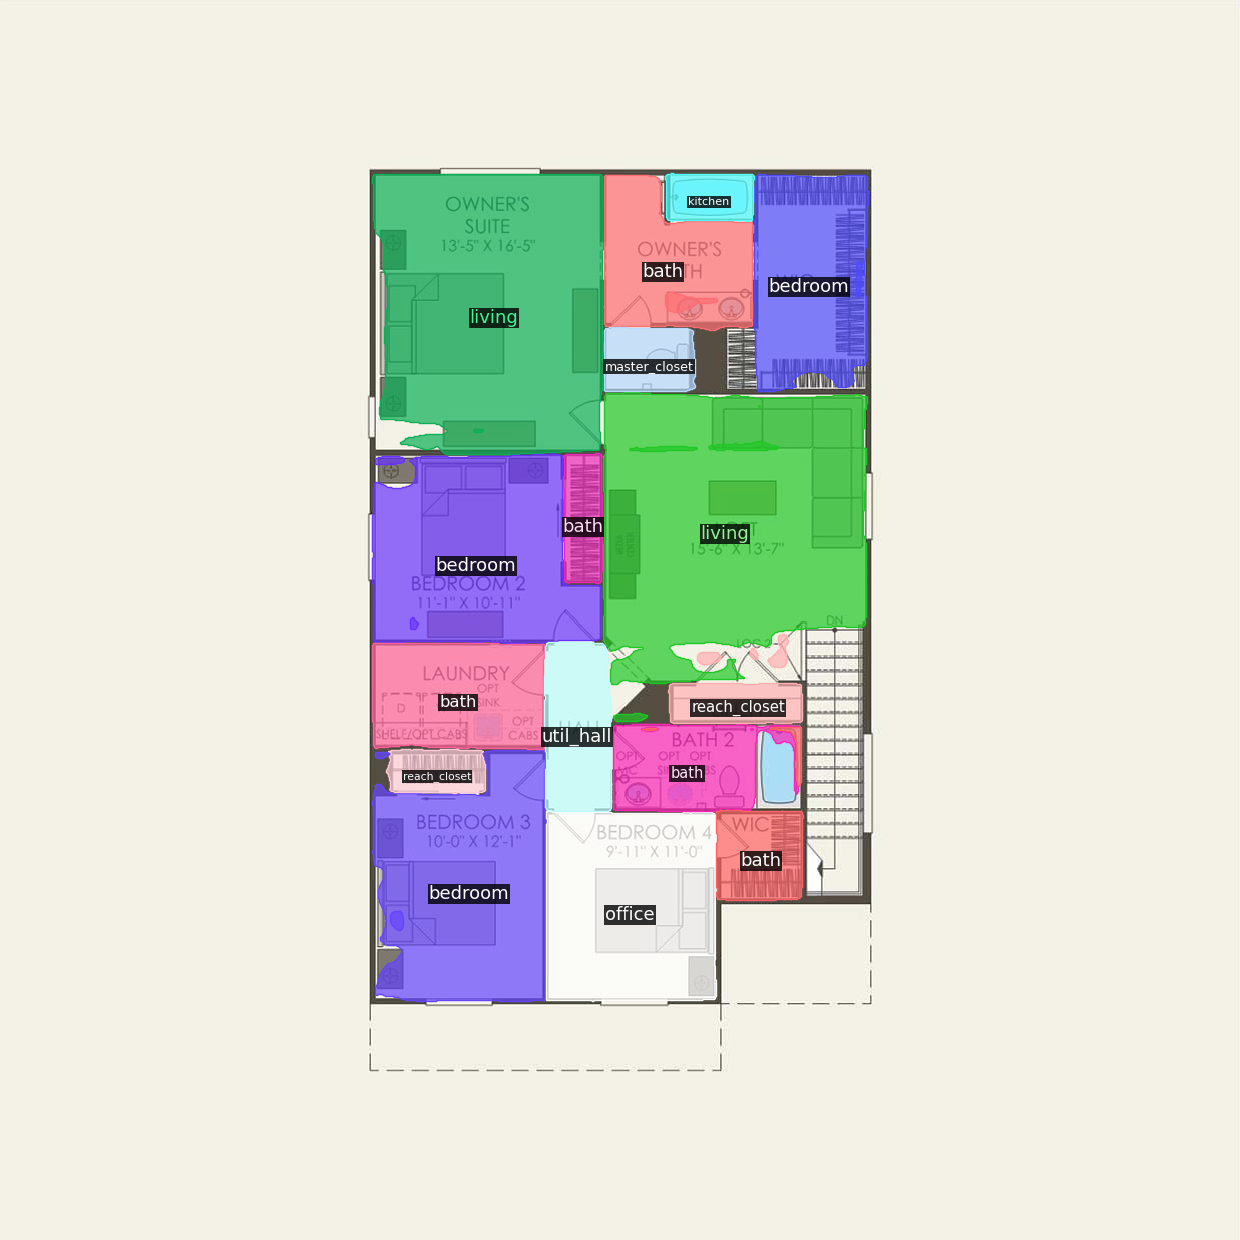 OWNER'S
SUITE
13'-5" X 16'-5"
living
kitchen
OWNER'S
bath
bedroom
master_closet
bath
living
15'-6" X 13'-7"
bedroom
BEDROOM 2
11'-1" X 10'-11"
DN
LAUNDRY
OPT
SINK
D
bath
OPT
CABS
SHELF/OPT CABS
reach_closet
util_hall
HALL
BATH 2
OPT OPT OPT
bath
reach_closet
BEDROOM 3
10'-0" X 12'-1"
bedroom
BEDROOM 4
9'-11" X 11'-0"
office
WIC
bath